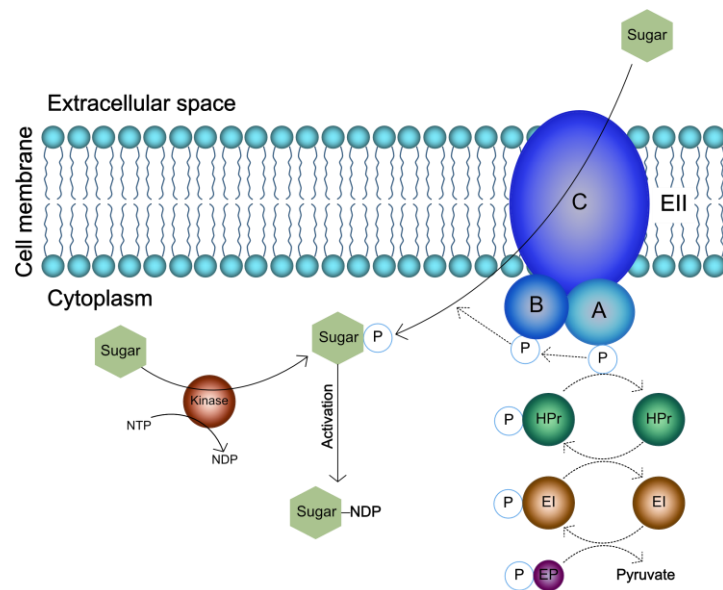 Sugar
Extracellular space
Cell membrane
C
EII
Cytoplasm
B
A
Sugar
Sugar
P
P
P
Kinase
NTP
NDP
Activation
P
HPr
HPr
Sugar
NDP
P
EI
EI
P
EP
Pyruvate